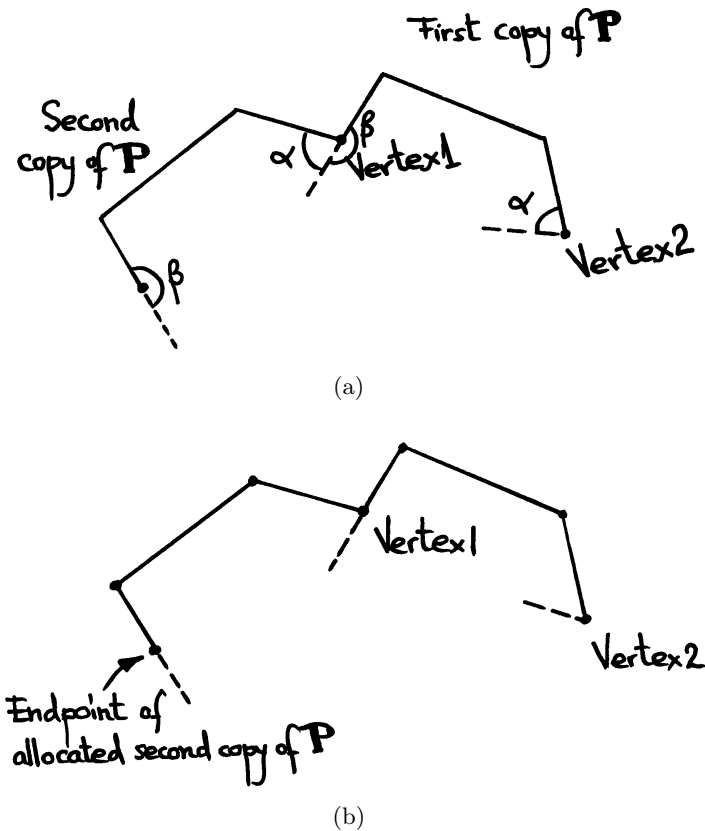 First copy of ℙ
Second
copy of ℙ
α
β
Vertex1
α
Vertex2
β
(a)
Vertex1
Vertex2
Endpoint of
allocated second copy of ℙ
(b)